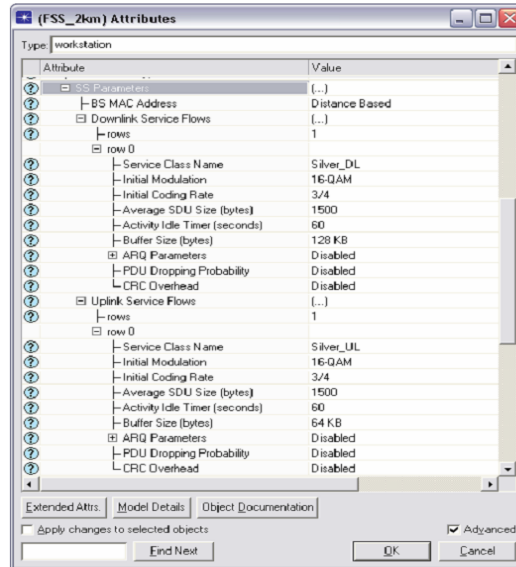 (FSS_2km) Attributes
Type: workstation
Attribute Value
SS Parameters (...)
BS MAC Address Distance Based
Downlink Service Flows (...)
rows 1
row 0
Service Class Name Silver_DL
Initial Modulation 16-QAM
Initial Coding Rate 3/4
Average SDU Size (bytes) 1500
Activity Idle Timer (seconds) 60
Buffer Size (bytes) 128 KB
ARQ Parameters Disabled
PDU Dropping Probability Disabled
CRC Overhead Disabled
Uplink Service Flows (...)
rows 1
row 0
Service Class Name Silver_UL
Initial Modulation 16-QAM
Initial Coding Rate 3/4
Average SDU Size (bytes) 1500
Activity Idle Timer (seconds) 60
Buffer Size (bytes) 64 KB
ARQ Parameters Disabled
PDU Dropping Probability Disabled
CRC Overhead Disabled
Extended Attrs. Model Details Object Documentation
Apply changes to selected objects Advanced
Find Next OK Cancel